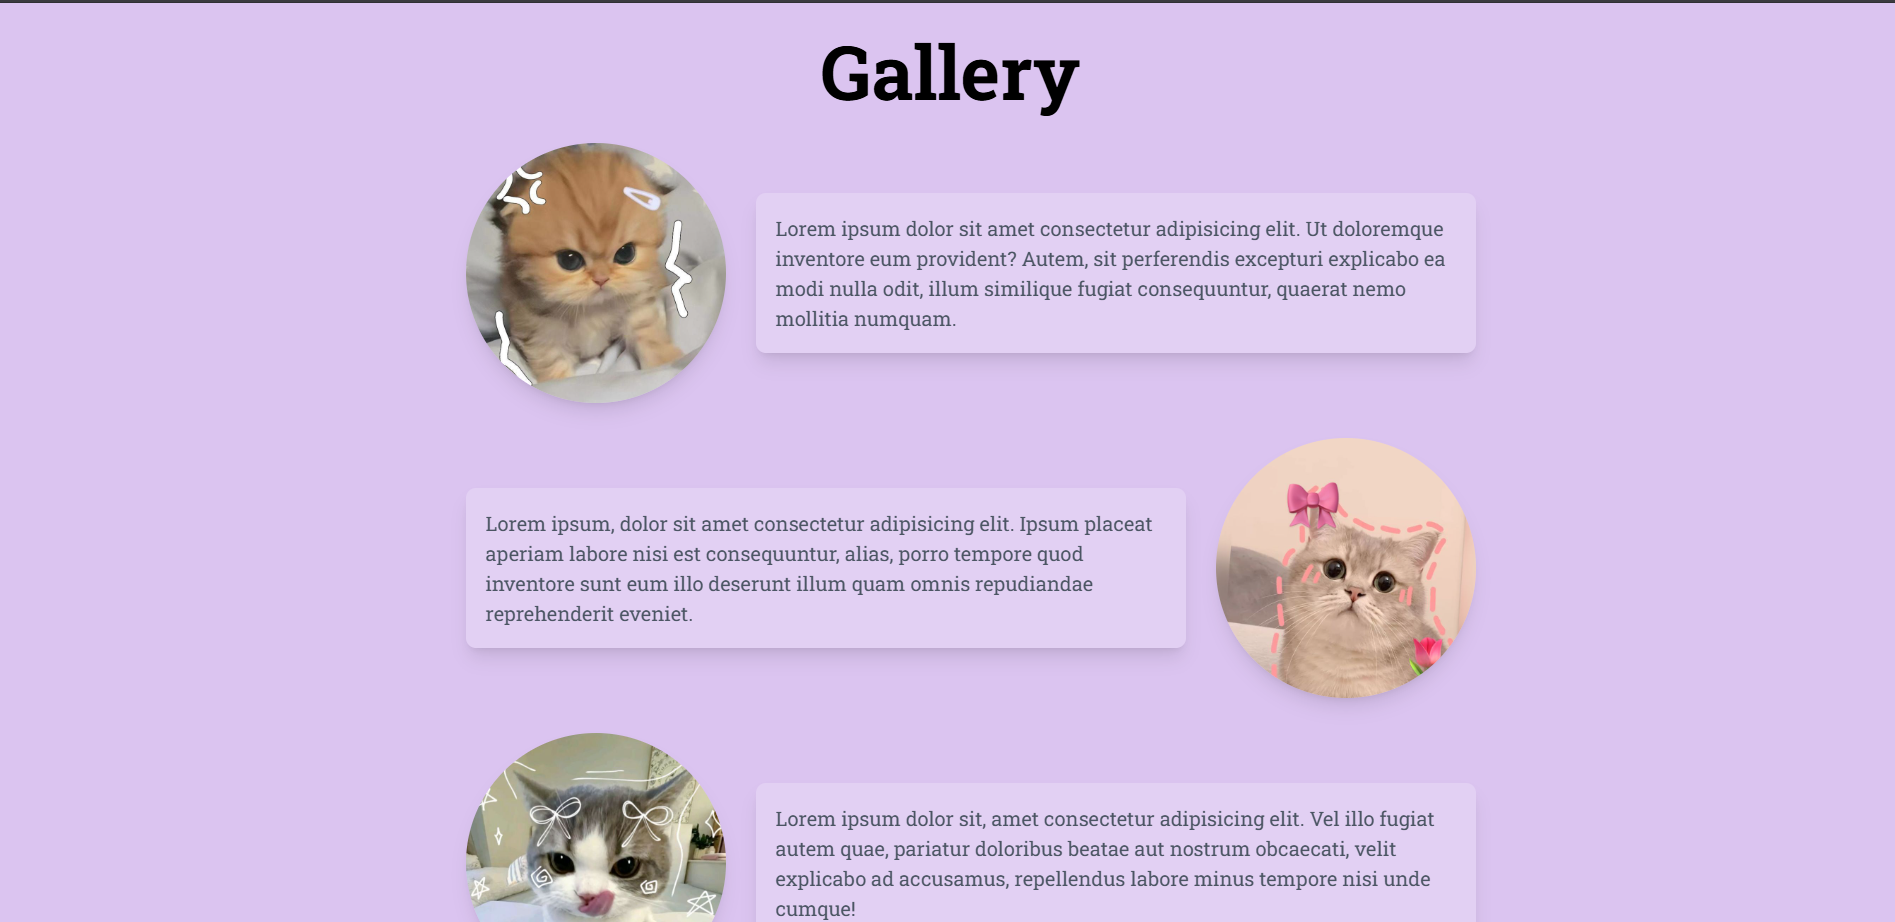 Gallery
Lorem ipsum dolor sit amet consectetur adipisicing elit. Ut doloremque
inventore eum provident? Autem, sit perferendis excepturi explicabo ea
modi nulla odit, illum similique fugiat consequuntur, quaerat nemo
mollitia numquam.
Lorem ipsum, dolor sit amet consectetur adipisicing elit. Ipsum placeat
aperiam labore nisi est consequuntur, alias, porro tempore quod
inventore sunt eum illo deserunt illum quam omnis repudiandae
reprehenderit eveniet.
Lorem ipsum dolor sit, amet consectetur adipisicing elit. Vel illo fugiat
autem quae, pariatur doloribus beatae aut nostrum obcaecati, velit
explicabo ad accusamus, repellendus labore minus tempore nisi unde
cumque!